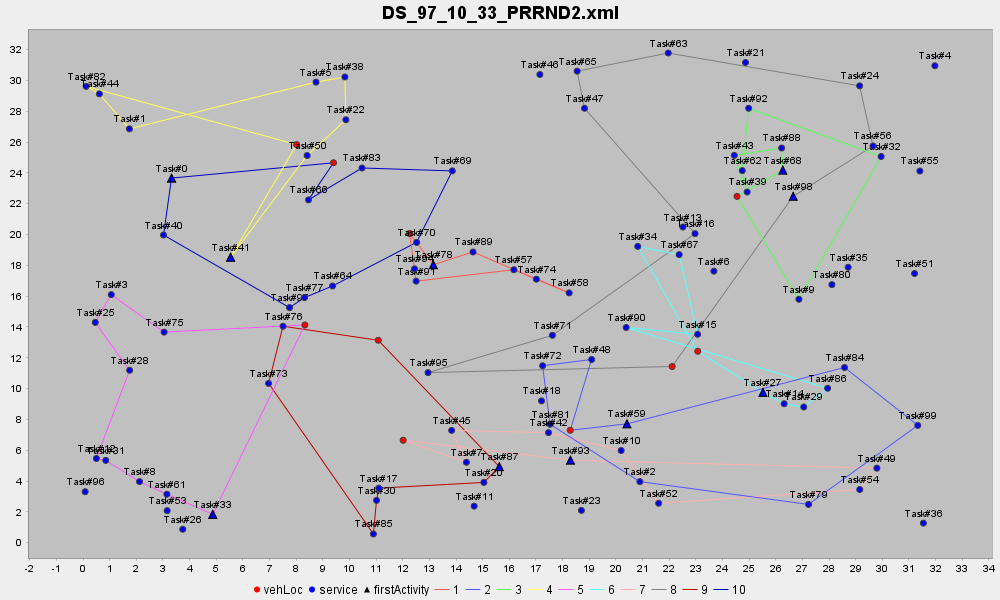 DS_97_10_33_PRRND2.xml
32
30
28
26
24
22
20
18
16
14
12
10
8
6
4
2
0
Task#63
Task#21
Task#4
Task#46
Task#65
Task#38
Task#5
Task#24
Task#82
Task#44
Task#47
Task#92
Task#1
Task#22
Task#56
Task#88
Task#32
Task#43
Task#50
Task#83
Task#69
Task#62
Task#68
Task#55
Task#0
Task#39
Task#98
Task#66
Task#13
Task#16
Task#40
Task#70
Task#34
Task#67
Task#89
Task#41
Task#78
Task#94
Task#91
Task#57
Task#6
Task#35
Task#51
Task#74
Task#80
Task#64
Task#58
Task#77
Task#3
Task#9
Task#25
Task#76
Task#75
Task#90
Task#15
Task#71
Task#48
Task#72
Task#95
Task#84
Task#28
Task#73
Task#27
Task#86
Task#14
Task#29
Task#18
Task#81
Task#42
Task#59
Task#99
Task#45
Task#10
Task#12
Task#31
Task#7
Task#87
Task#93
Task#49
Task#8
Task#20
Task#2
Task#96
Task#61
Task#17
Task#54
Task#30
Task#53
Task#11
Task#52
Task#79
Task#23
Task#33
Task#26
Task#85
Task#36
-2 -1 0 1 2 3 4 5 6 7 8 9 10 11 12 13 14 15 16 17 18 19 20 21 22 23 24 25 26 27 28 29 30 31 32 33 34
vehLoc service firstActivity 1 2 3 4 5 6 7 8 9 10